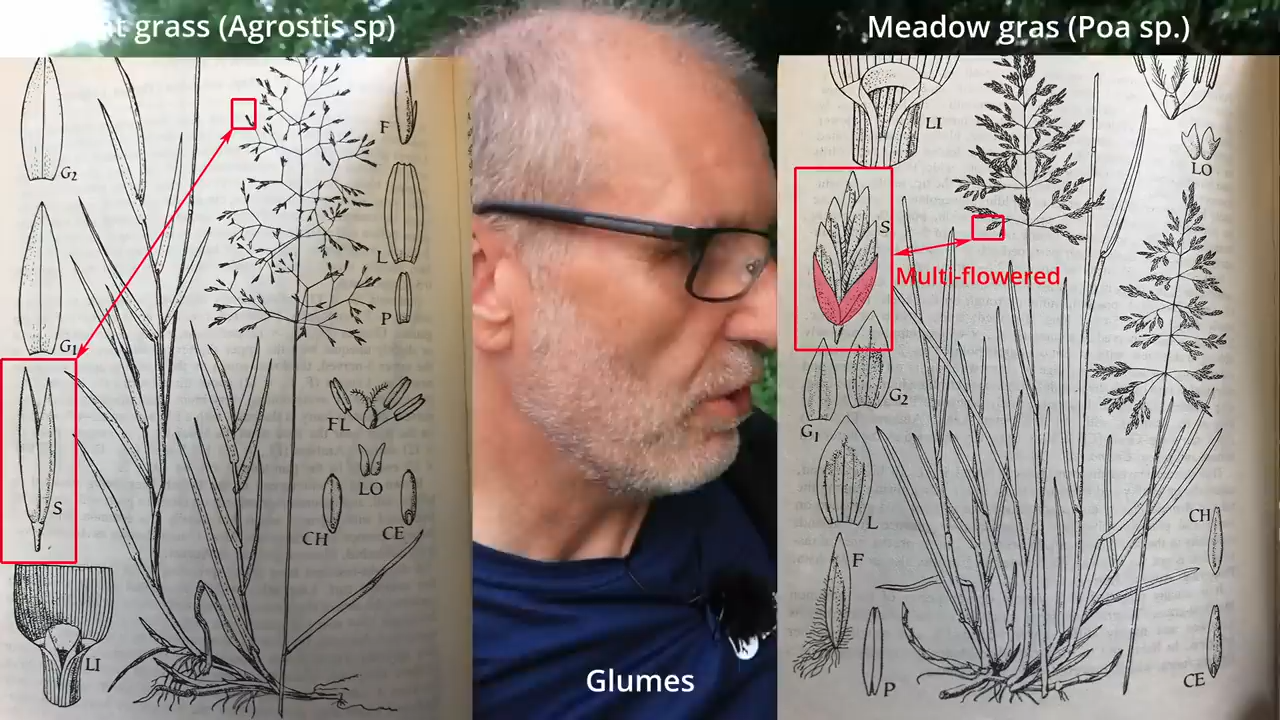 nt grass (Agrostis sp)
Meadow gras (Poa sp.)
G2
F
L
P
G1
S
FL
LO
CH
CE
LI
LI
LO
S
Multi-flowered
G2
G1
L
CH
F
P
CE
Glumes